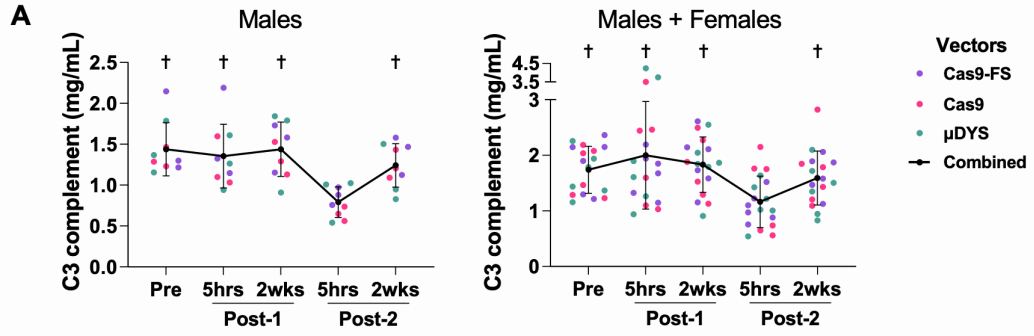 A
Males
C3 complement (mg/mL)
2.5
2.0
1.5
1.0
0.5
0.0
† † † †
Pre 5hrs 2wks 5hrs 2wks
Post-1 Post-2
Males + Females
C3 complement (mg/mL)
4.5
3.5
3
2
1
0
† † † †
Pre 5hrs 2wks 5hrs 2wks
Post-1 Post-2
Vectors
Cas9-FS
Cas9
µDYS
Combined